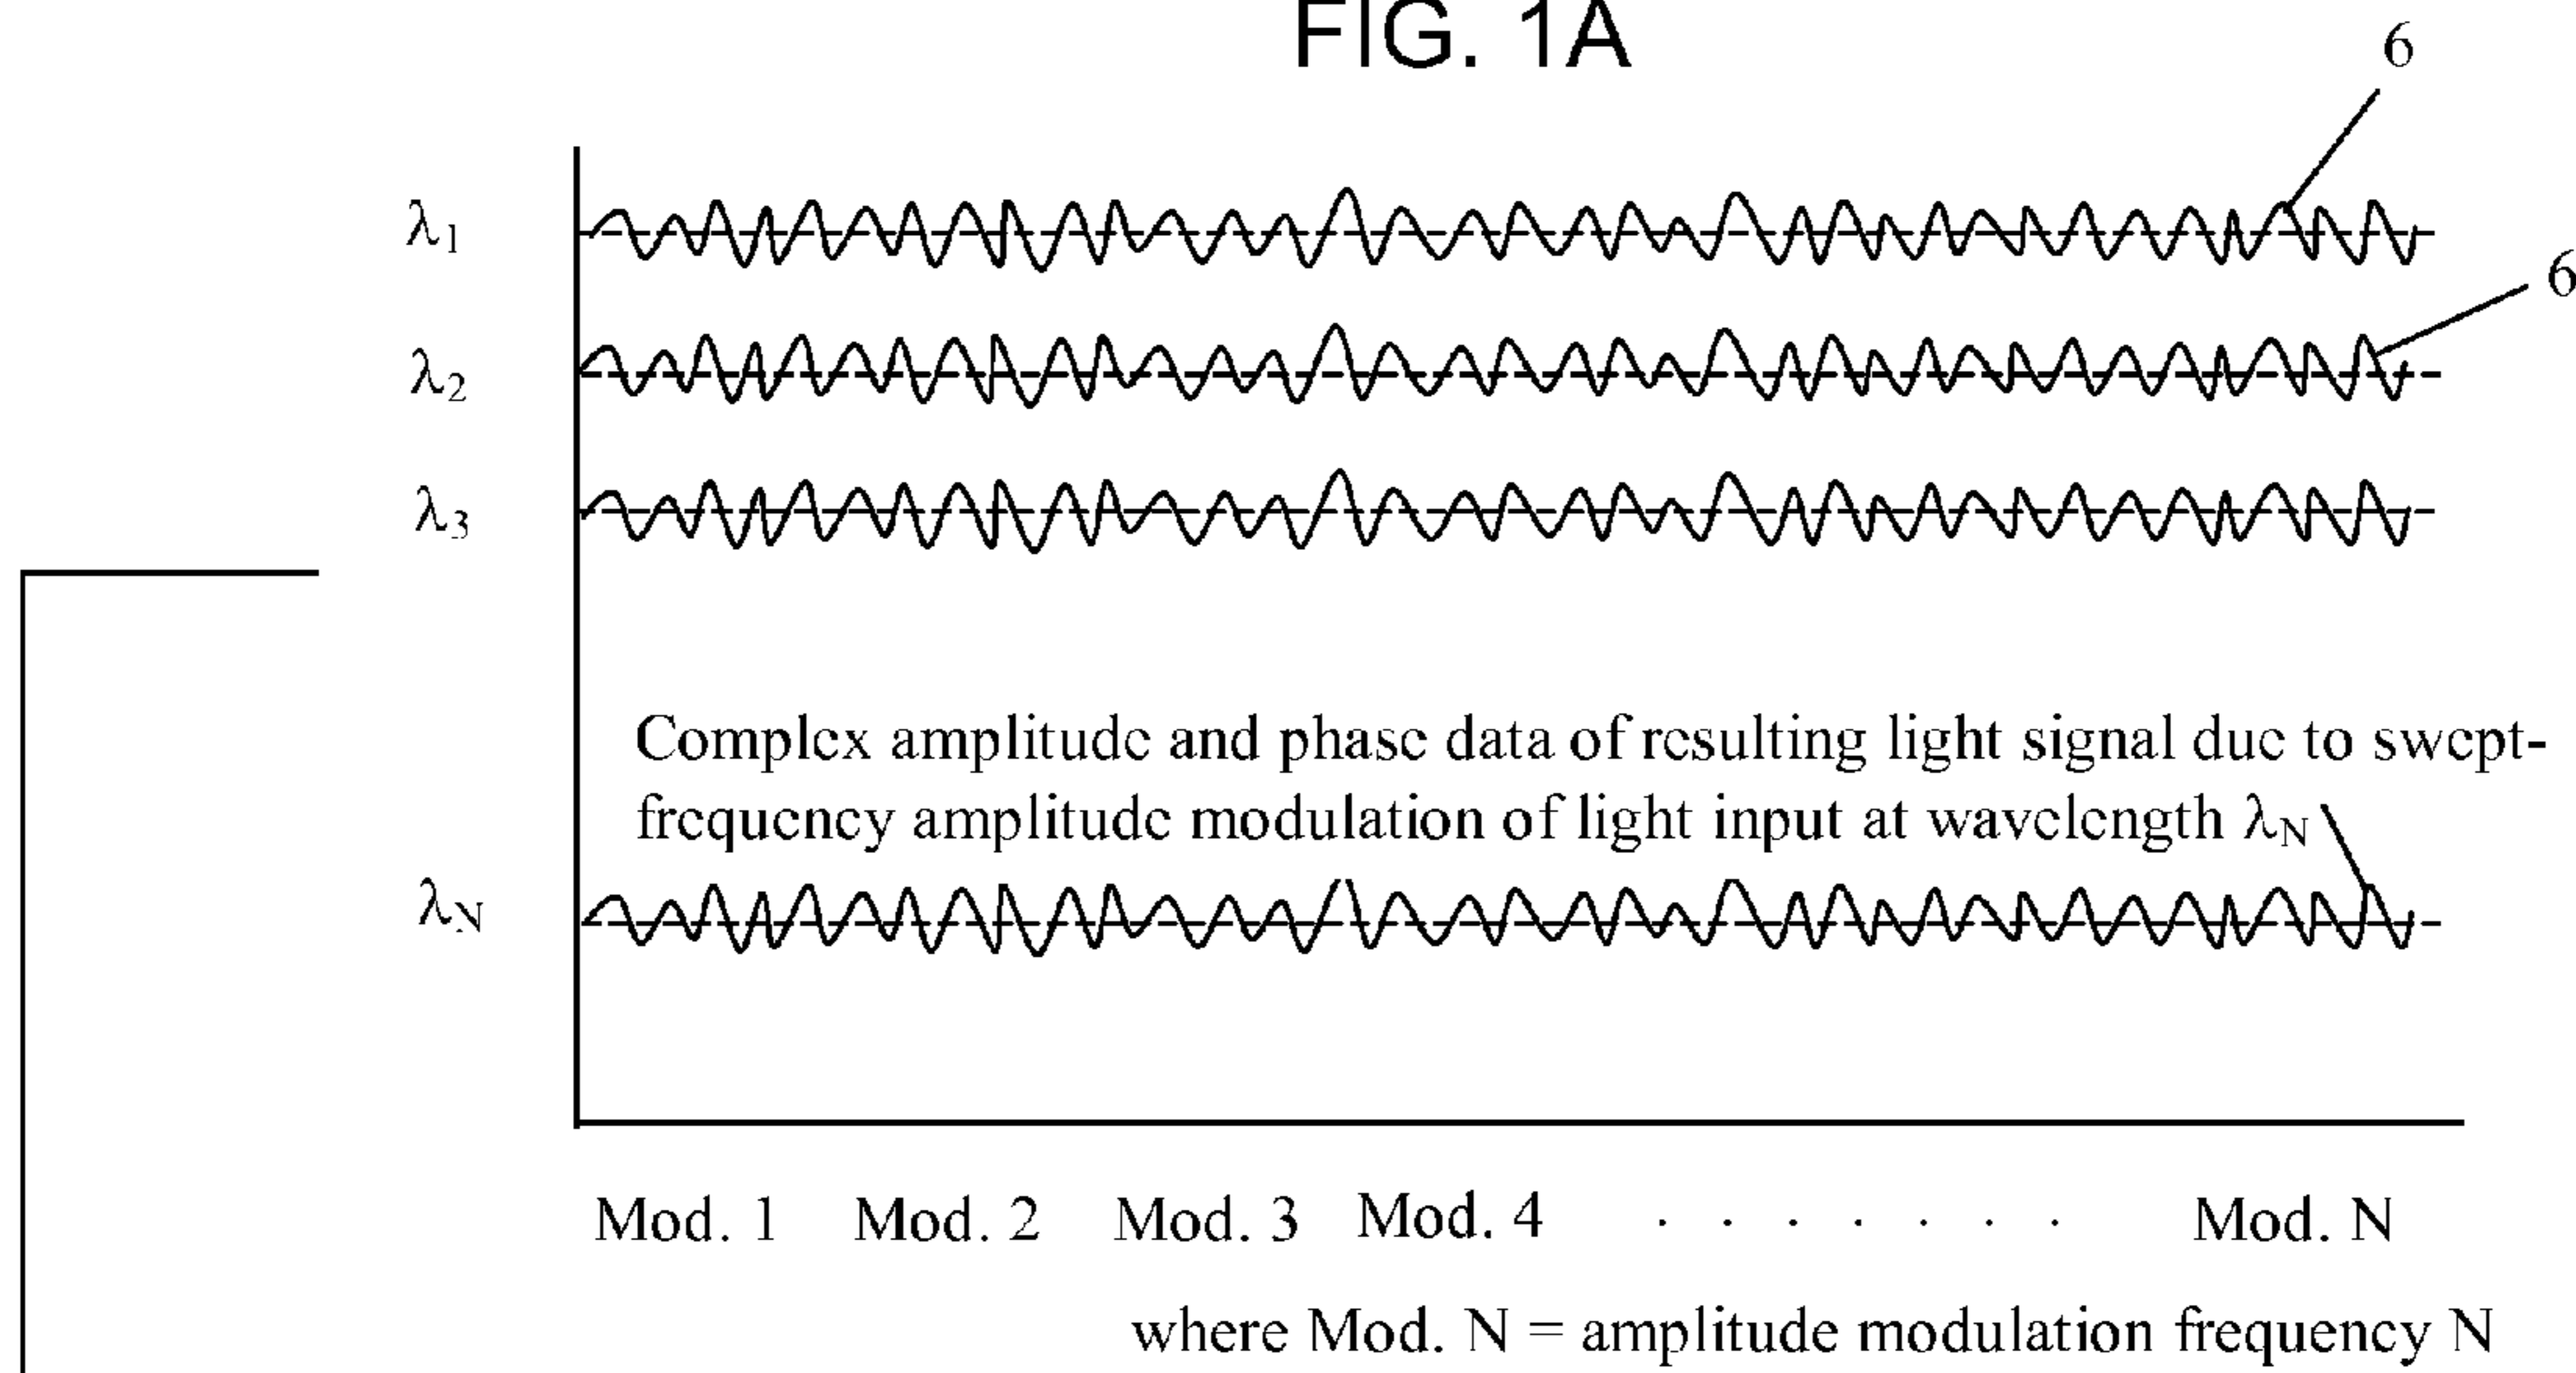 FIG. 1A
6
λ1
6
λ2
λ3
Complex amplitude and phase data of resulting light signal due to swept-
frequency amplitude modulation of light input at wavelength λN
λN
Mod. 1 Mod. 2 Mod. 3 Mod. 4 . . . . . . . Mod. N
where Mod. N = amplitude modulation frequency N